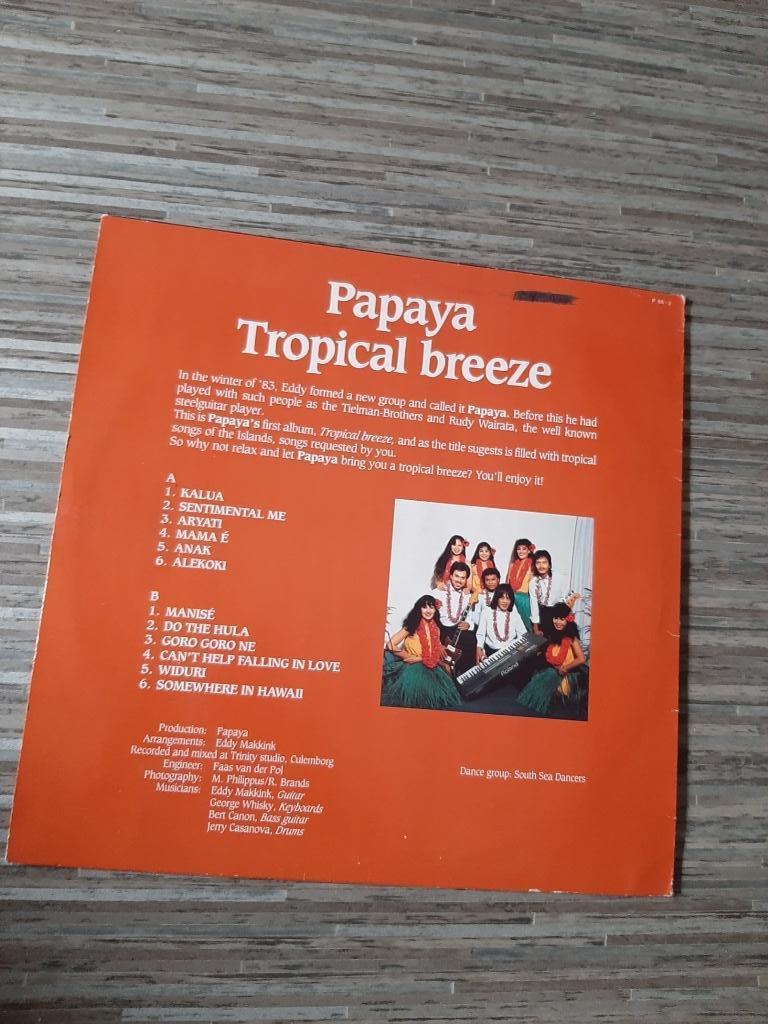 P 86-2
Papaya
Tropical breeze
In the winter of '83, Eddy formed a new group and called it Papaya. Before this he had
played with such people as the Tielman-Brothers and Rudy Wairata, the well known
steelguitar player.
This is Papaya's first album, Tropical breeze, and as the title sugests is filled with tropical
songs of the Islands, songs requested by you.
So why not relax and let Papaya bring you a tropical breeze? You'll enjoy it!
A
1. KALUA
2. SENTIMENTAL ME
3. ARYATI
4. MAMA É
5. ANAK
6. ALEKOKI
B
1. MANISÉ
2. DO THE HULA
3. GORO GORO NE
4. CAN'T HELP FALLING IN LOVE
5. WIDURI
6. SOMEWHERE IN HAWAII
Roland
Production: Papaya
Arrangements: Eddy Makkink
Recorded and mixed at Trinity studio, Culemborg
Engineer: Faas van der Pol
Photography: M. Philippus/R. Brands
Musicians: Eddy Makkink, Guitar
George Whisky, Keyboards
Bert Canon, Bass guitar
Jerry Casanova, Drums
Dance group: South Sea Dancers